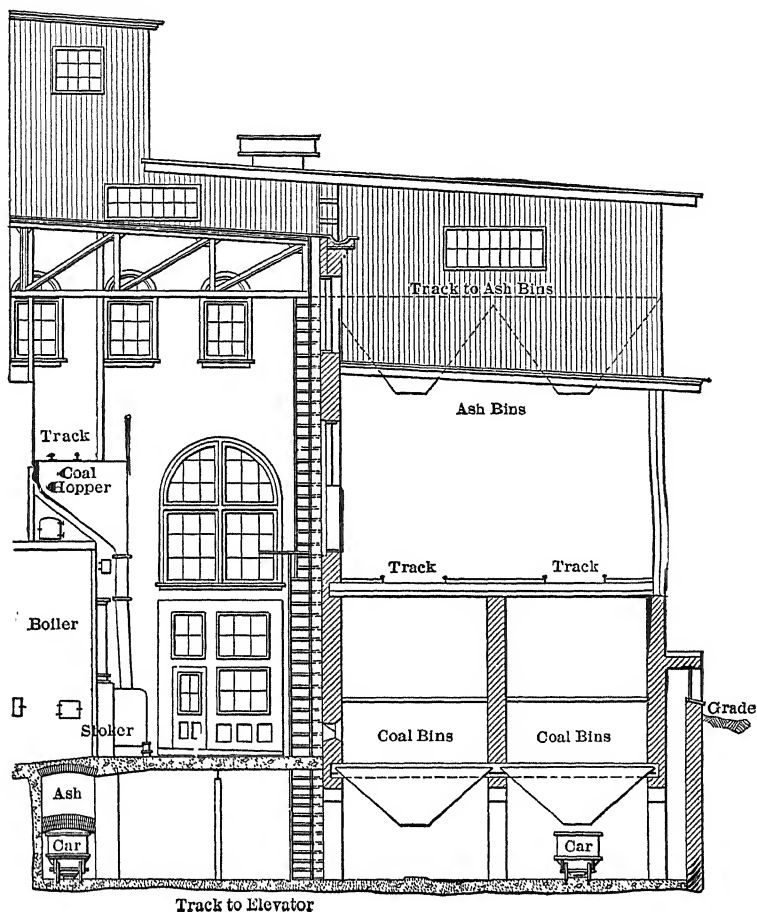 Track to Ash Bins
Ash Bins
Track
Coal
Hopper
Track
Track
Boiler
Stoker
Coal Bins
Coal Bins
Grade
Ash
Car
Car
Track to Elevator